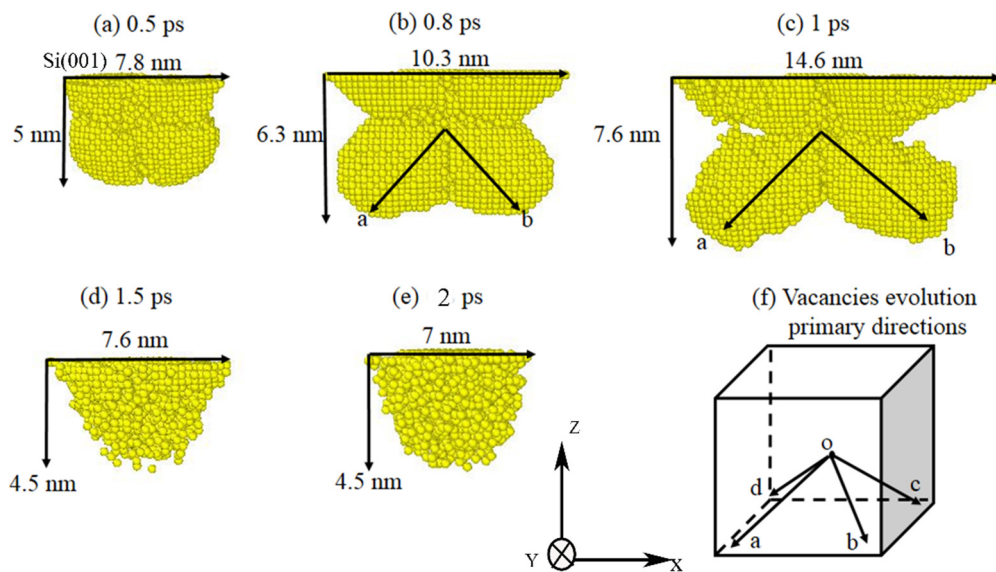 (a) 0.5 ps
Si(001)
7.8 nm
5 nm
(b) 0.8 ps
10.3 nm
6.3 nm
a
b
(c) 1 ps
14.6 nm
7.6 nm
a
b
(d) 1.5 ps
7.6 nm
4.5 nm
(e) 2 ps
7 nm
4.5 nm
Z
Y
X
(f) Vacancies evolution
primary directions
o
d
c
a
b